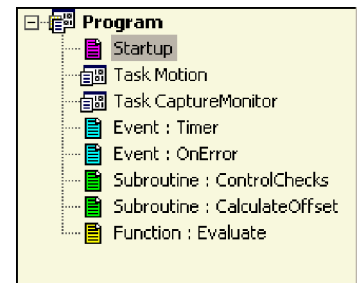 Program
Startup
Task Motion
Task CaptureMonitor
Event : Timer
Event : OnError
Subroutine : ControlChecks
Subroutine : CalculateOffset
Function : Evaluate